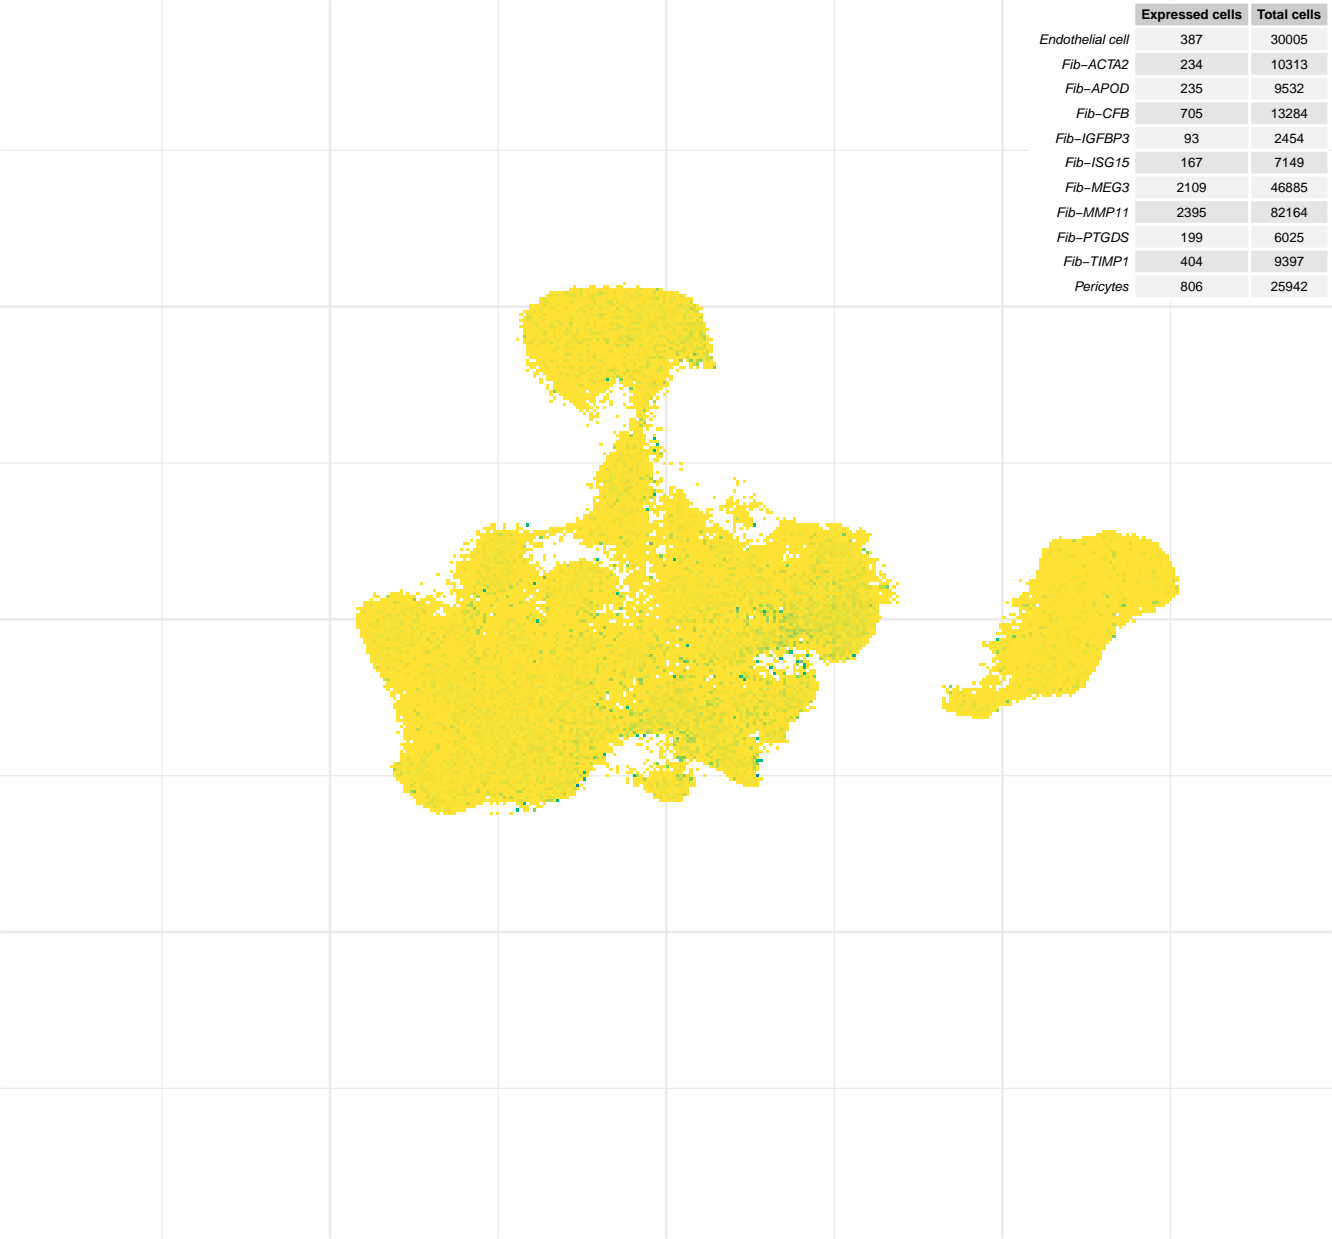 Expressed cells Total cells
Endothelial cell 387 30005
Fib−ACTA2 234 10313
Fib−APOD 235 9532
Fib−CFB 705 13284
Fib−IGFBP3 93 2454
Fib−ISG15 167 7149
Fib−MEG3 2109 46885
Fib−MMP11 2395 82164
Fib−PTGDS 199 6025
Fib−TIMP1 404 9397
Pericytes 806 25942